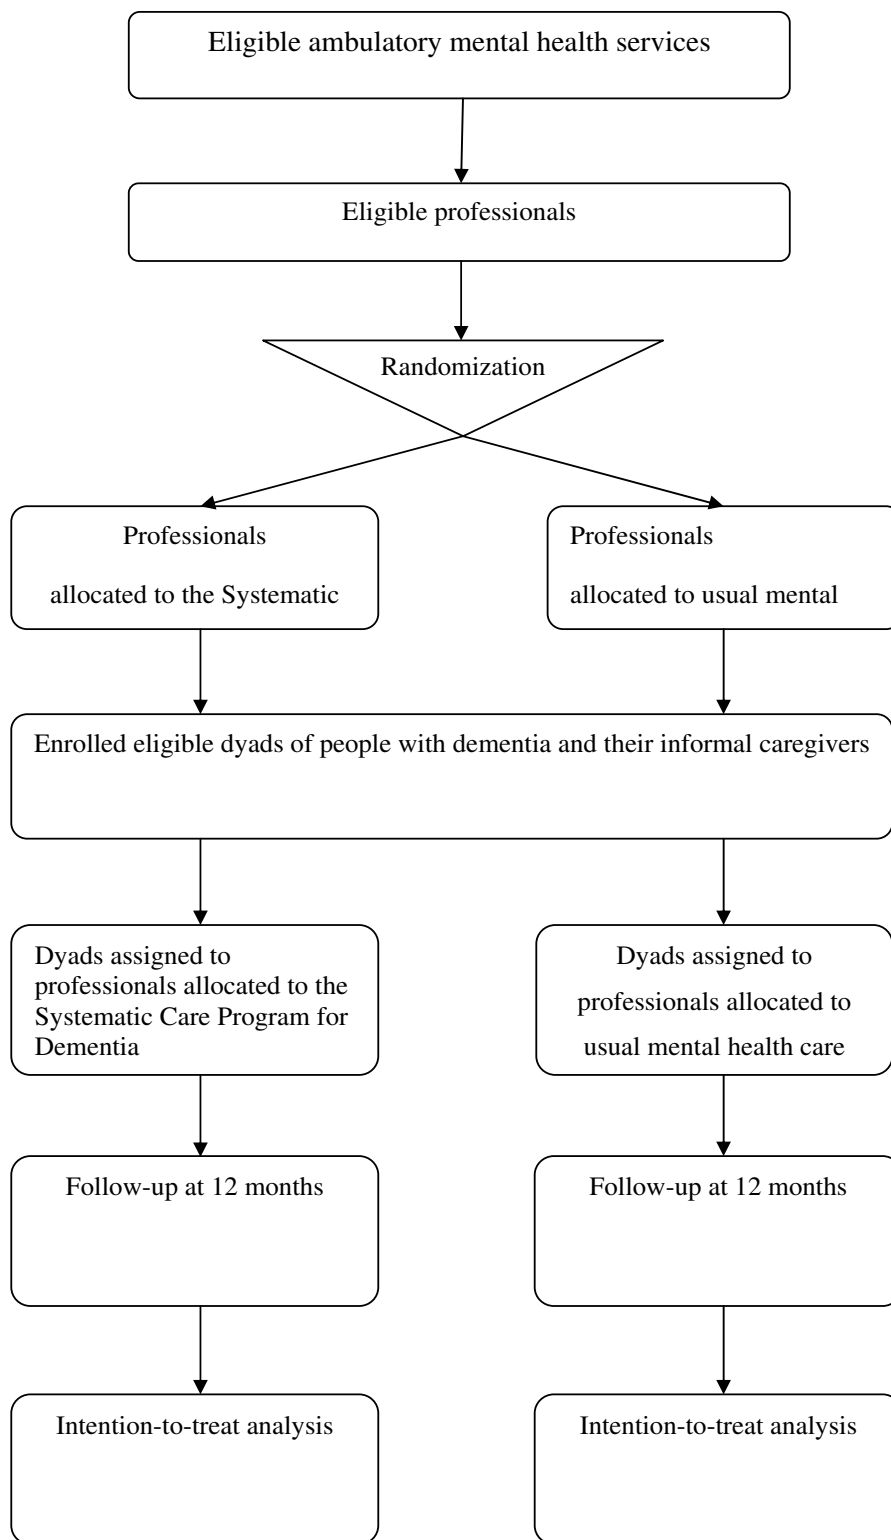 Eligible ambulatory mental health services
Eligible professionals
Randomization
Professionals
allocated to the Systematic
Professionals
allocated to usual mental
Enrolled eligible dyads of people with dementia and their informal caregivers
Dyads assigned to
professionals allocated to the
Systematic Care Program for
Dementia
Dyads assigned to
professionals allocated to
usual mental health care
Follow-up at 12 months
Follow-up at 12 months
Intention-to-treat analysis
Intention-to-treat analysis